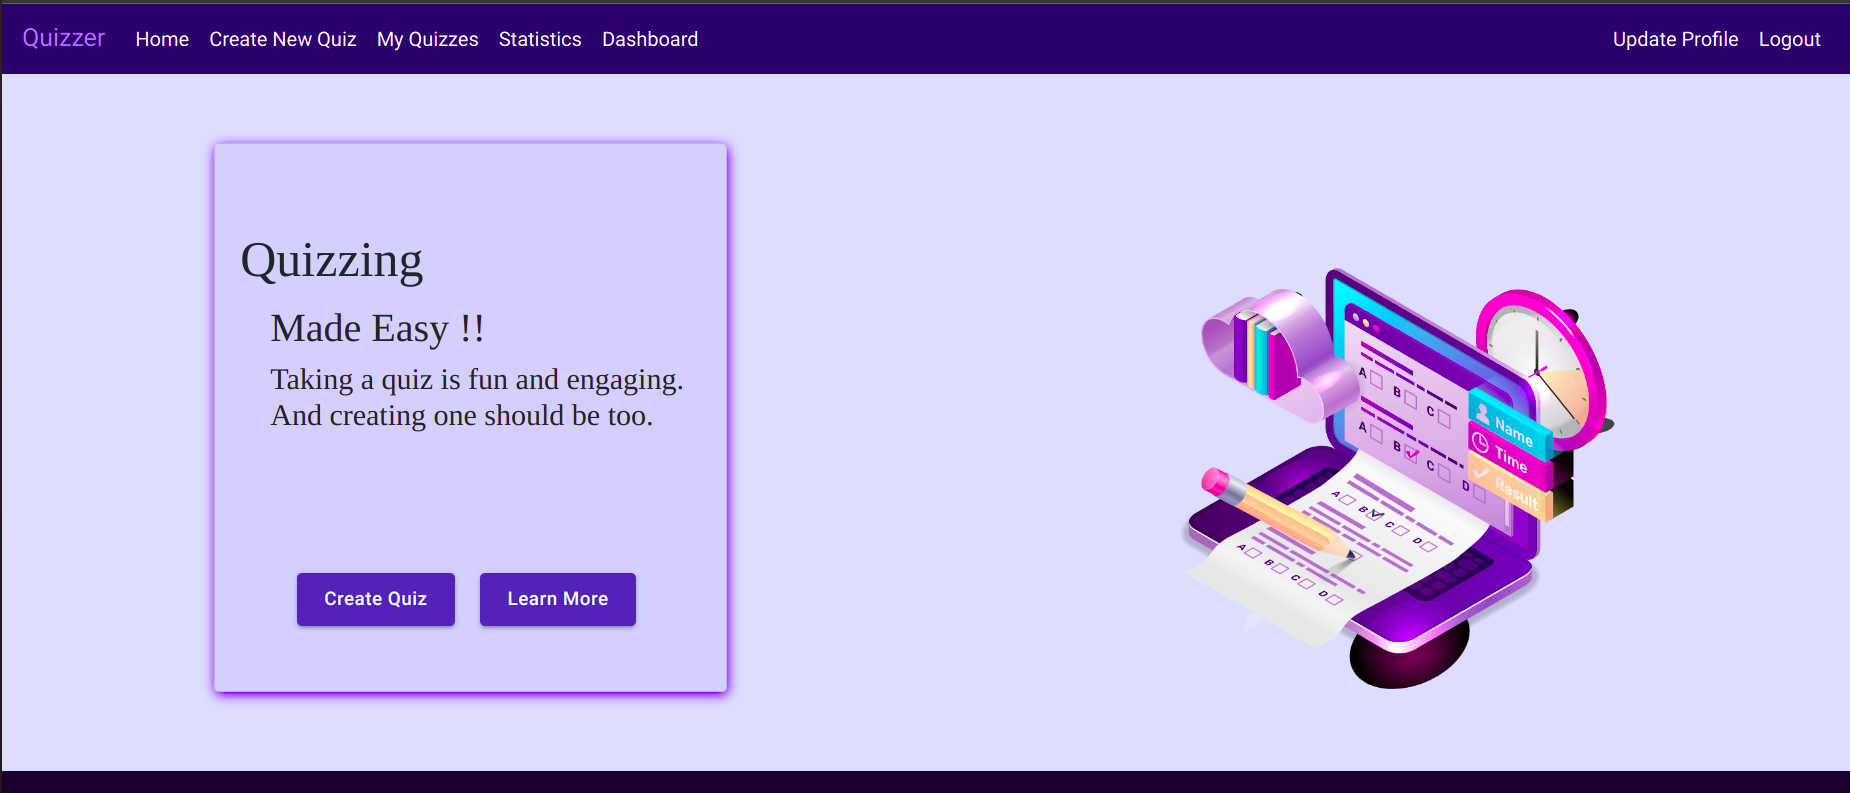 Quizzer Home Create New Quiz My Quizzes Statistics Dashboard Update Profile Logout
Quizzing
Made Easy !!
Taking a quiz is fun and engaging.
And creating one should be too.
Create Quiz Learn More
A B C
A B C D
Name
Time
Result
A B C D
A B C D